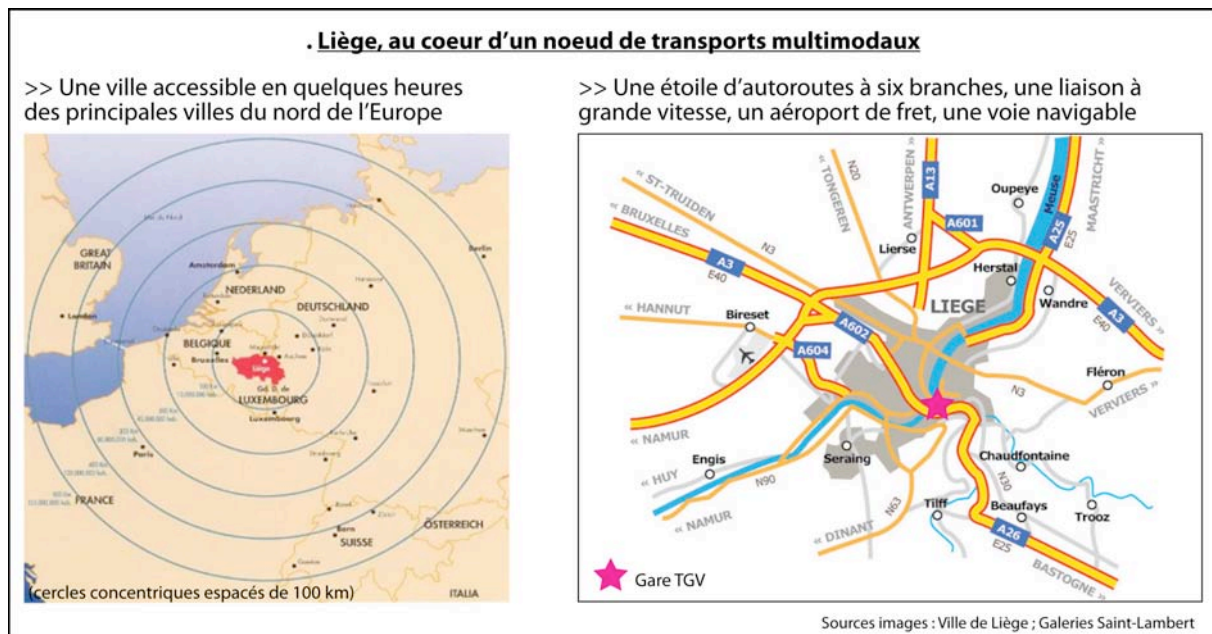 . Liège, au coeur d’un noeud de transports multimodaux
>> Une ville accessible en quelques heures
des principales villes du nord de l’Europe
>> Une étoile d’autoroutes à six branches, une liaison à
grande vitesse, un aéroport de fret, une voie navigable
GREAT
BRITAIN
London
Amsterdam
NEDERLAND
Berlin
DEUTSCHLAND
BELGIQUE
Bruxelles
Liège
Gd. D. de
LUXEMBOURG
Luxembourg
Paris
FRANCE
Bern
SUISSE
ÖSTERREICH
ITALIA
(cercles concentriques espacés de 100 km)
« ST-TRUIDEN
« BRUXELLES
« TONGEREN
N20
ANTWERPEN »
A13
Oupeye
Meuse
MAASTRICHT »
A25
E25
A601
Lierse
N3
A3
E40
Herstal
LIEGE
Wandre
A3
E40
VERVIERS »
« HANNUT
Bireset
A602
A604
N3
Fléron
VERVIERS »
« NAMUR
Engis
Seraing
Chaudfontaine
« HUY
N90
« NAMUR
N63
« DINANT
Tilff
N30
Beaufays
Trooz
A26
E25
BASTOGNE »
Gare TGV
Sources images : Ville de Liège ; Galeries Saint-Lambert